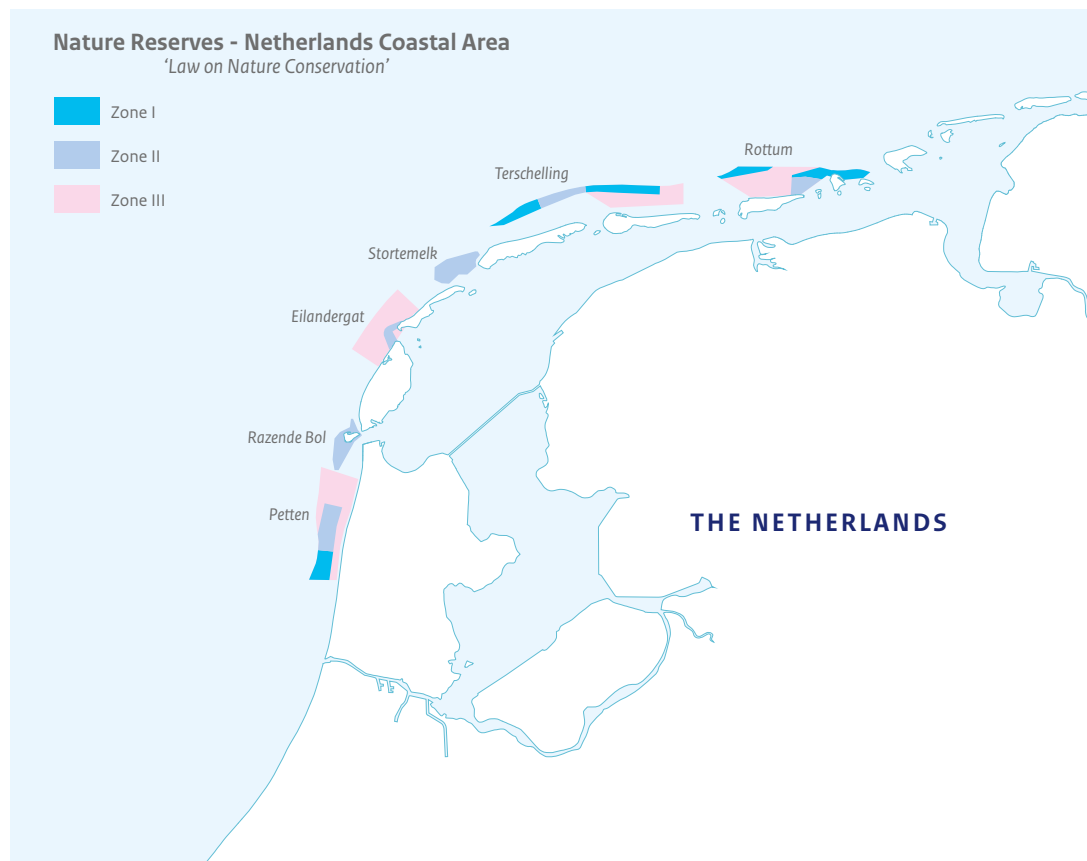 Nature Reserves - Netherlands Coastal Area
‘Law on Nature Conservation’
Zone I
Zone II
Zone III
Rottum
Terschelling
Stortemelk
Eilandergat
Razende Bol
Petten
THE NETHERLANDS